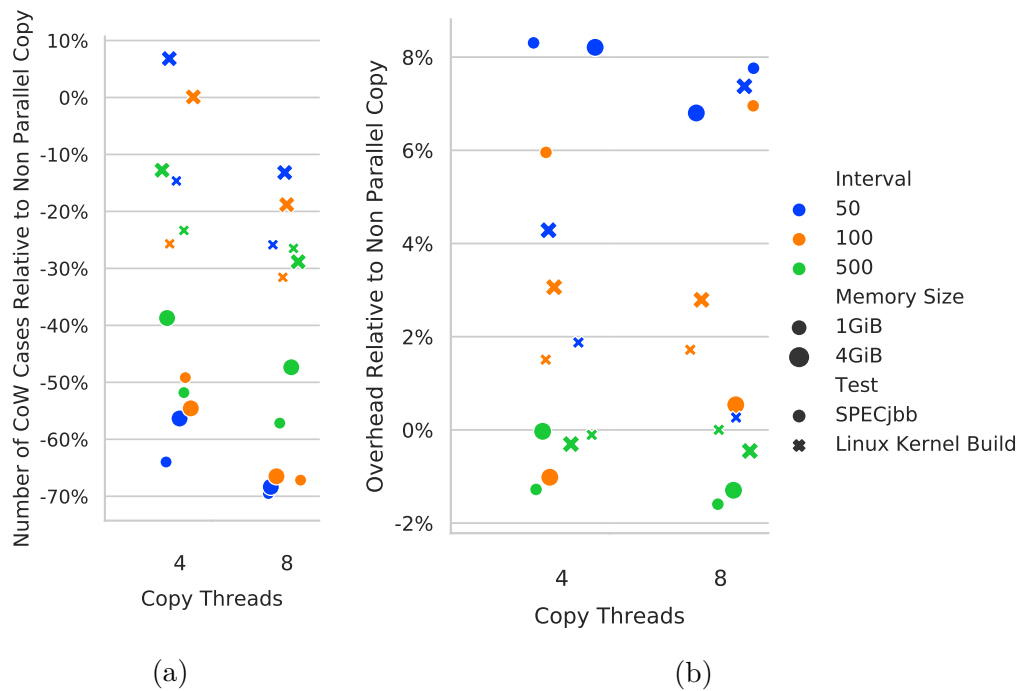 Number of CoW Cases Relative to Non Parallel Copy
10%
0%
-10%
-20%
-30%
-40%
-50%
-60%
-70%
4
8
Copy Threads
(a)
Overhead Relative to Non Parallel Copy
8%
6%
4%
2%
0%
-2%
4
8
Copy Threads
(b)
Interval
50
100
500
Memory Size
1GiB
4GiB
Test
SPECjbb
Linux Kernel Build